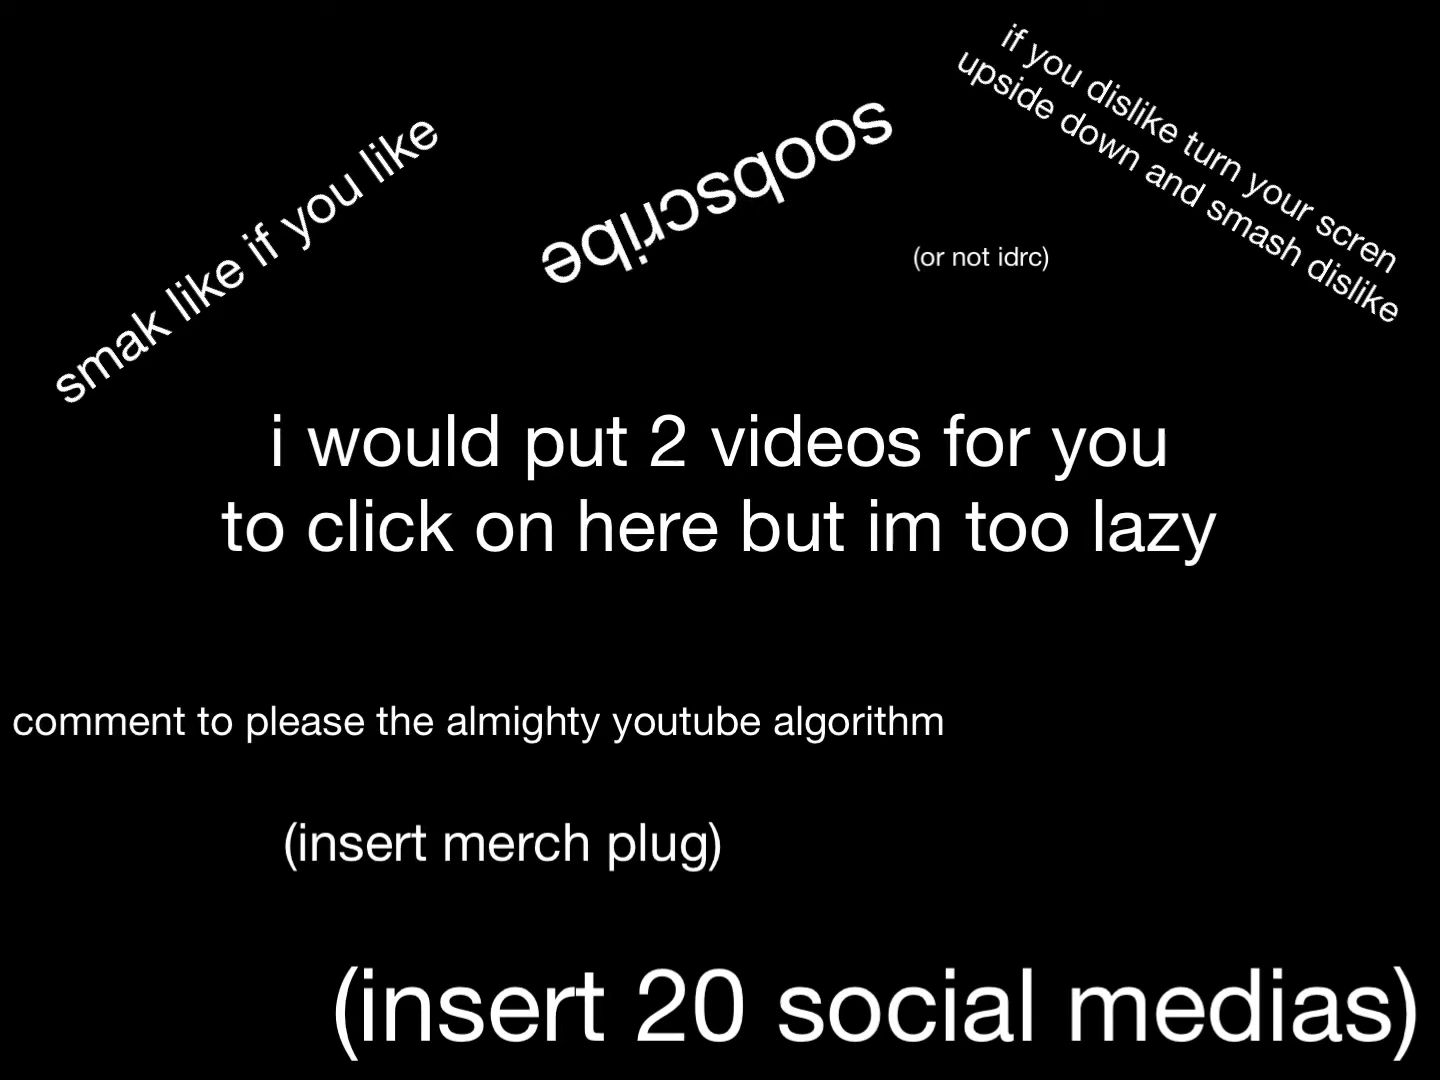 smak like if you like
soobscribe
if you dislike turn your scren
upside down and smash dislike
(or not idrc)
i would put 2 videos for you
to click on here but im too lazy
comment to please the almighty youtube algorithm
(insert merch plug)
(insert 20 social medias)